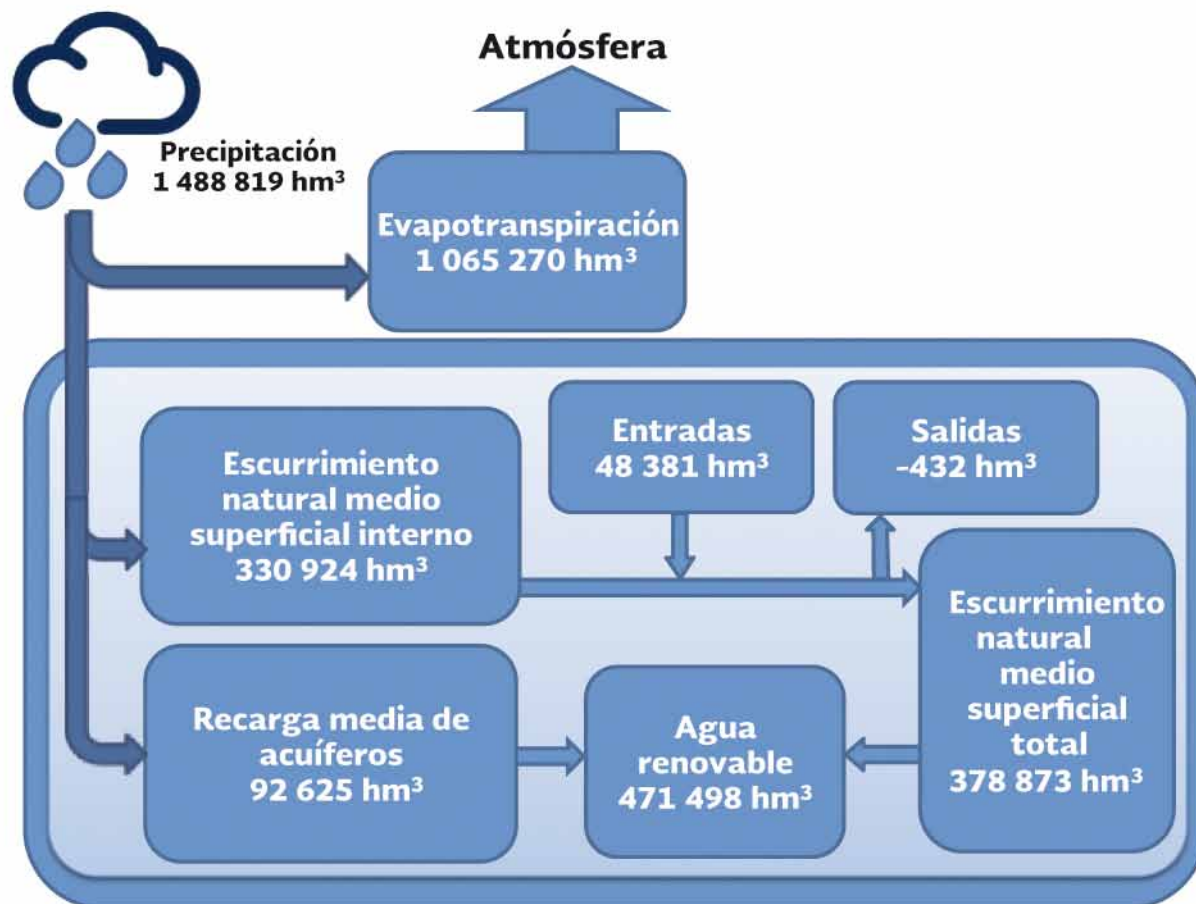 Atmósfera
Precipitación
1 488 819 hm³
Evapotranspiración
1 065 270 hm³
Escurrimiento
natural medio
superficial interno
330 924 hm³
Entradas
48 381 hm³
Salidas
-432 hm³
Escurrimiento
natural
medio
superficial
total
378 873 hm³
Recarga media de
acuíferos
92 625 hm³
Agua
renovable
471 498 hm³